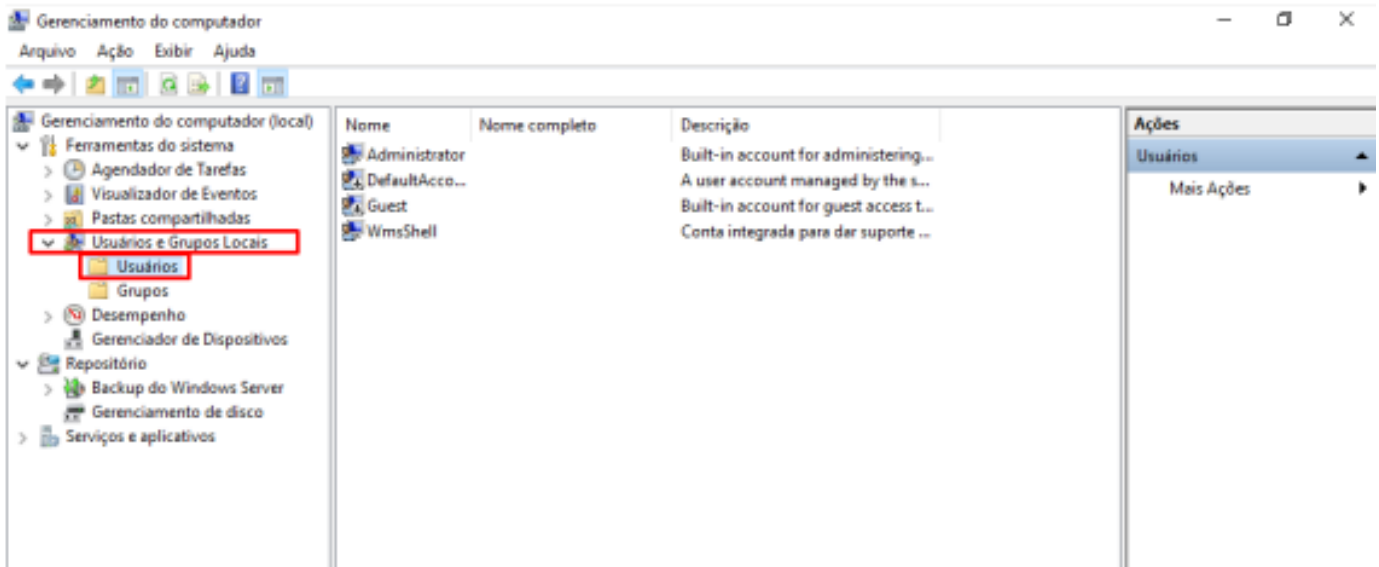 Gerenciamento do computador
Arquivo Ação Exibir Ajuda
Gerenciamento do computador (local)
Ferramentas do sistema
Agendador de Tarefas
Visualizador de Eventos
Pastas compartilhadas
Usuários e Grupos Locais
Usuários
Grupos
Desempenho
Gerenciador de Dispositivos
Repositório
Backup do Windows Server
Gerenciamento de disco
Serviços e aplicativos
Nome Nome completo Descrição
Administrator Built-in account for administering...
DefaultAcco... A user account managed by the s...
Guest Built-in account for guest access t...
WmsShell Conta integrada para dar suporte ...
Ações
Usuários
Mais Ações